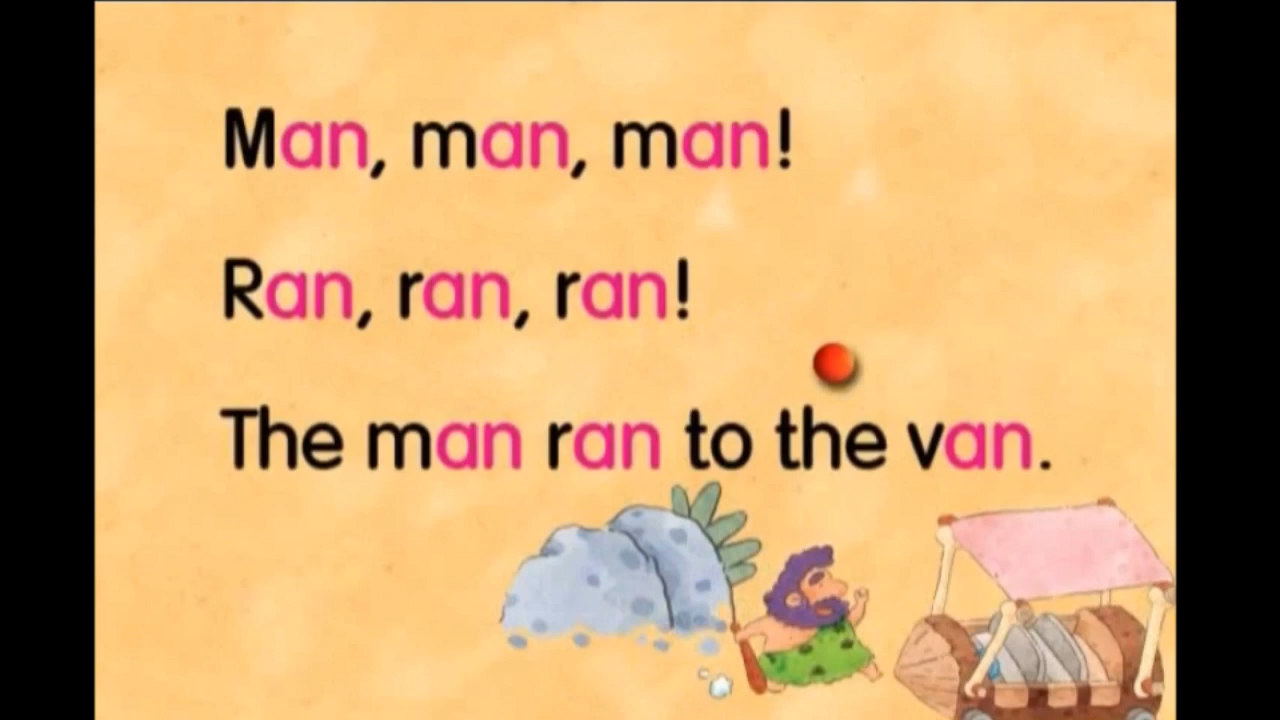 Man, man, man!
Ran, ran, ran!
The man ran to the van.